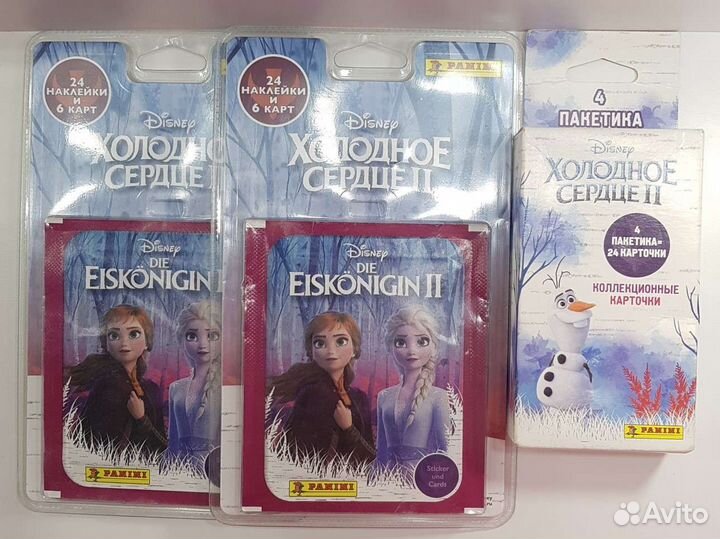 24
НАКЛЕЙКИ
И
6 КАРТ
Disney
ХОЛОДНО
СЕРДЦЕ
Disney
DIE
EISKÖNIGIN I
PANINI
24
НАКЛЕЙКИ
И
6 КАРТ
PANINI
Disney
ХОЛОДНОЕ
СЕРДЦЕ II
Disney
DIE
EISKÖNIGIN II
Sticker
und
Cards
PANINI
4
ПАКЕТИКА
Disney
ХОЛОДНОЕ
СЕРДЦЕ II
4
ПАКЕТИКА=
24 КАРТОЧКИ
КОЛЛЕКЦИОННЫЕ
КАРТОЧКИ
PANINI
Avito